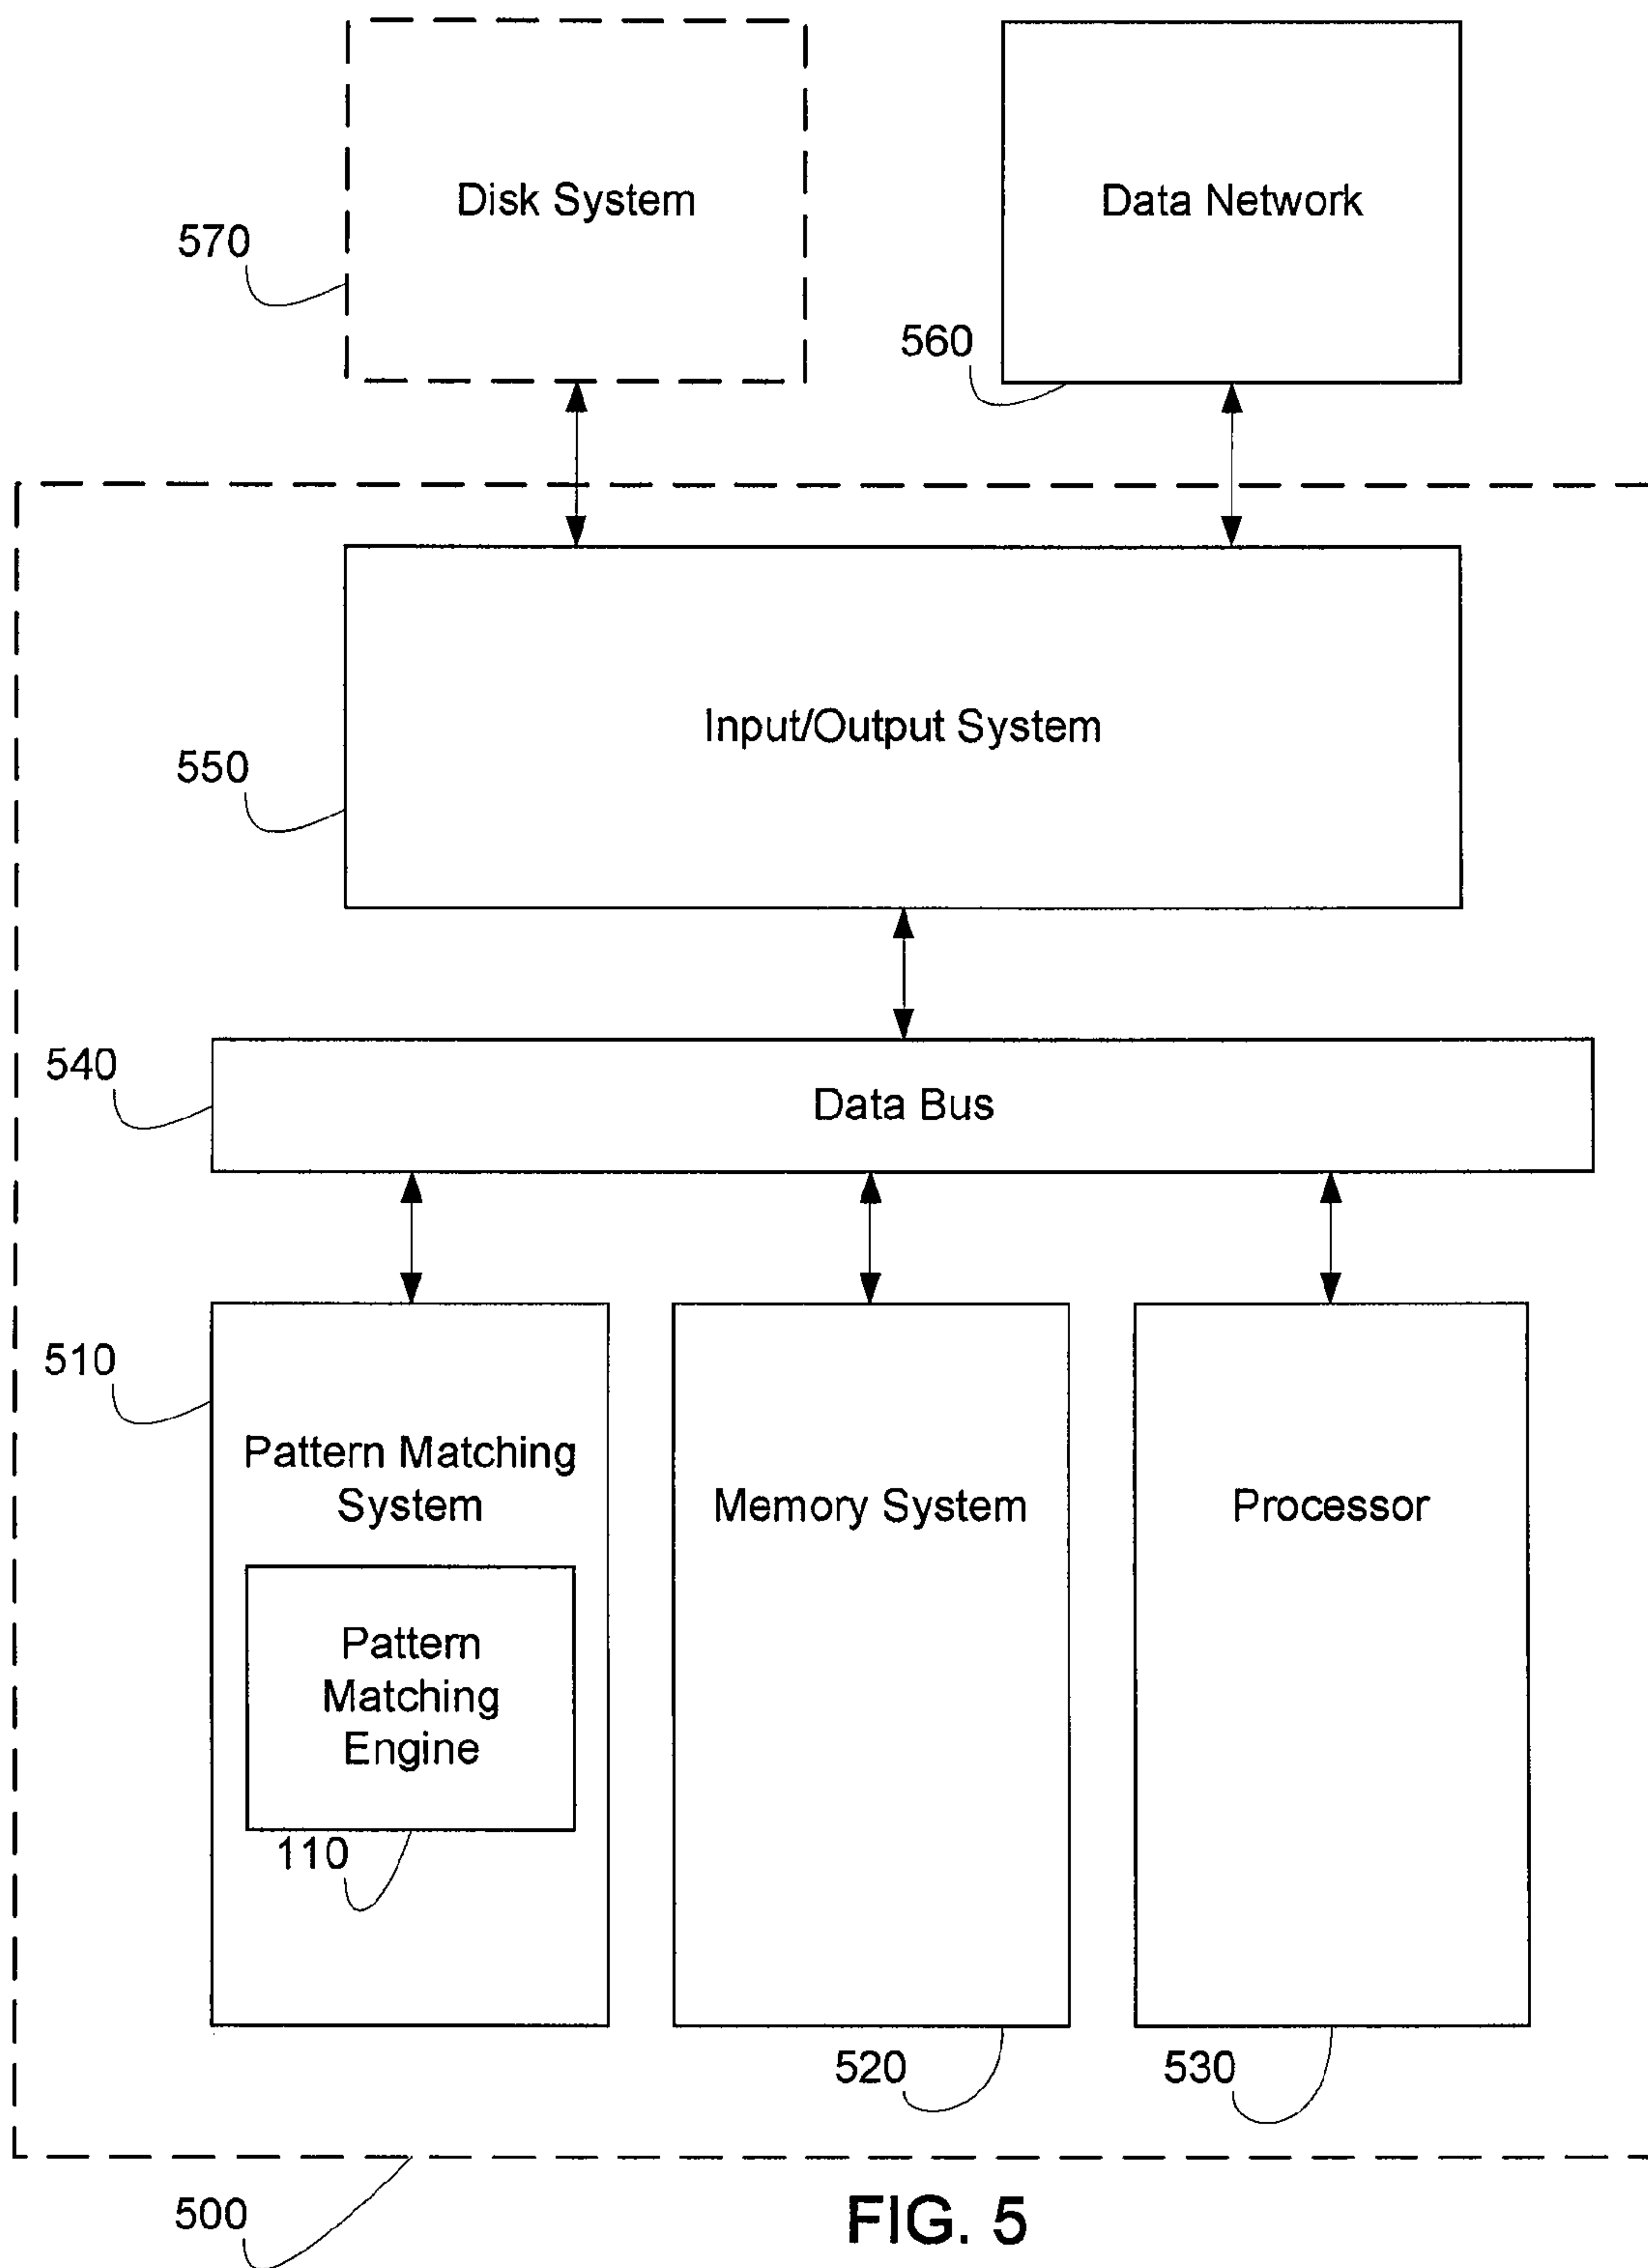 Disk System
Data Network
570
560
Input/Output System
550
540
Data Bus
510
Pattern Matching
System
Memory System
Processor
Pattern
Matching
Engine
110
520
530
500
FIG. 5